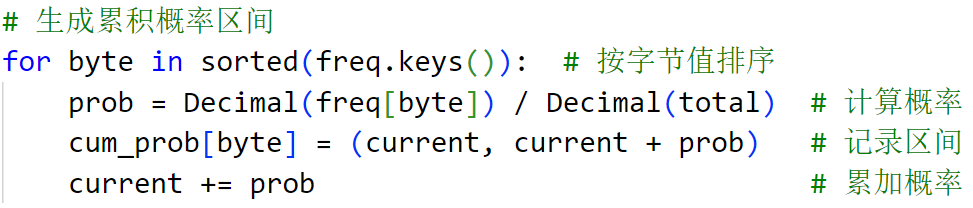 # 生成累积概率区间
for byte in sorted(freq.keys()):  # 按字节值排序
    prob = Decimal(freq[byte]) / Decimal(total)  # 计算概率
    cum_prob[byte] = (current, current + prob)   # 记录区间
    current += prob                              # 累加概率